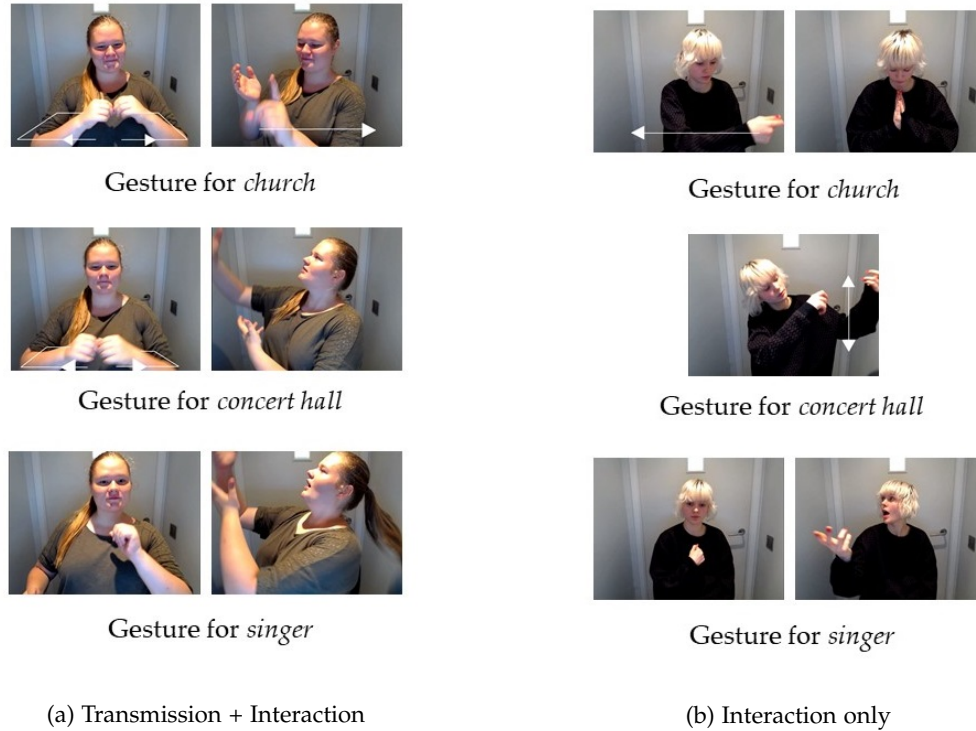 Gesture for church
Gesture for church
Gesture for concert hall
Gesture for concert hall
Gesture for singer
Gesture for singer
(a) Transmission + Interaction
(b) Interaction only